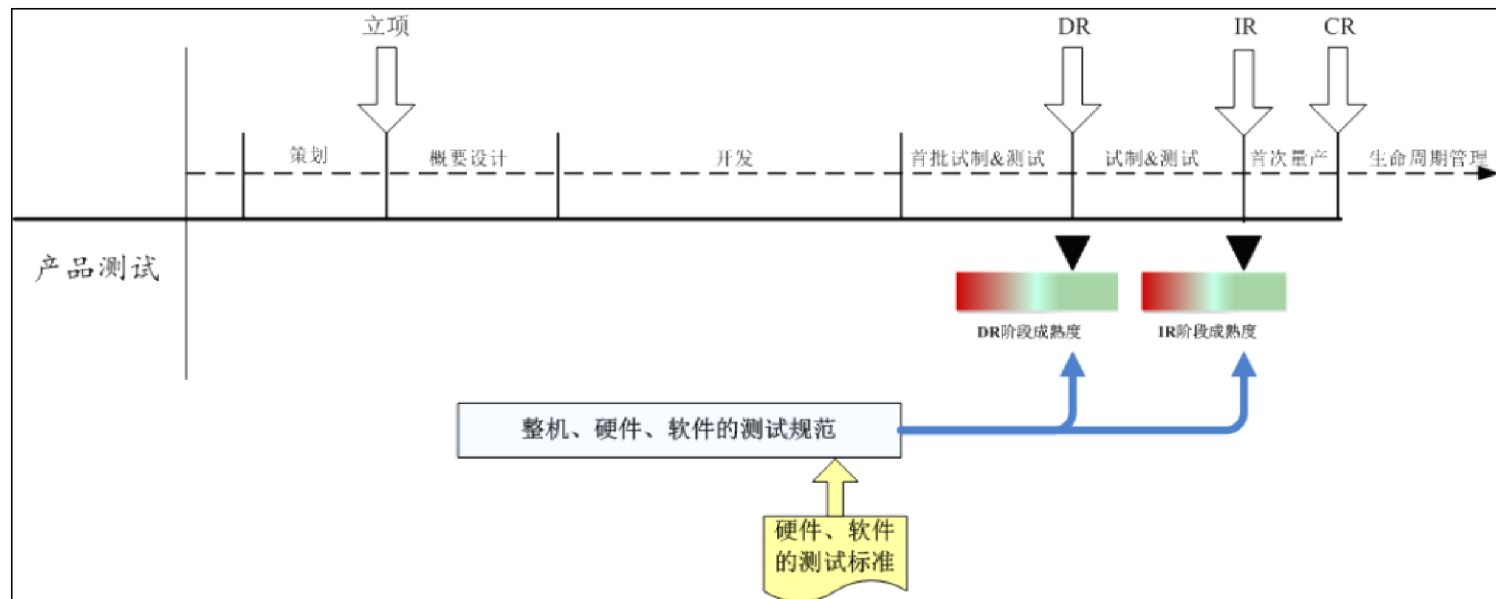 立项
DR
IR
CR
策划
概要设计
开发
首批试制&测试
试制&测试
首次量产
生命周期管理
产品测试
DR阶段成熟度
IR阶段成熟度
整机、硬件、软件的测试规范
硬件、软件
的测试标准